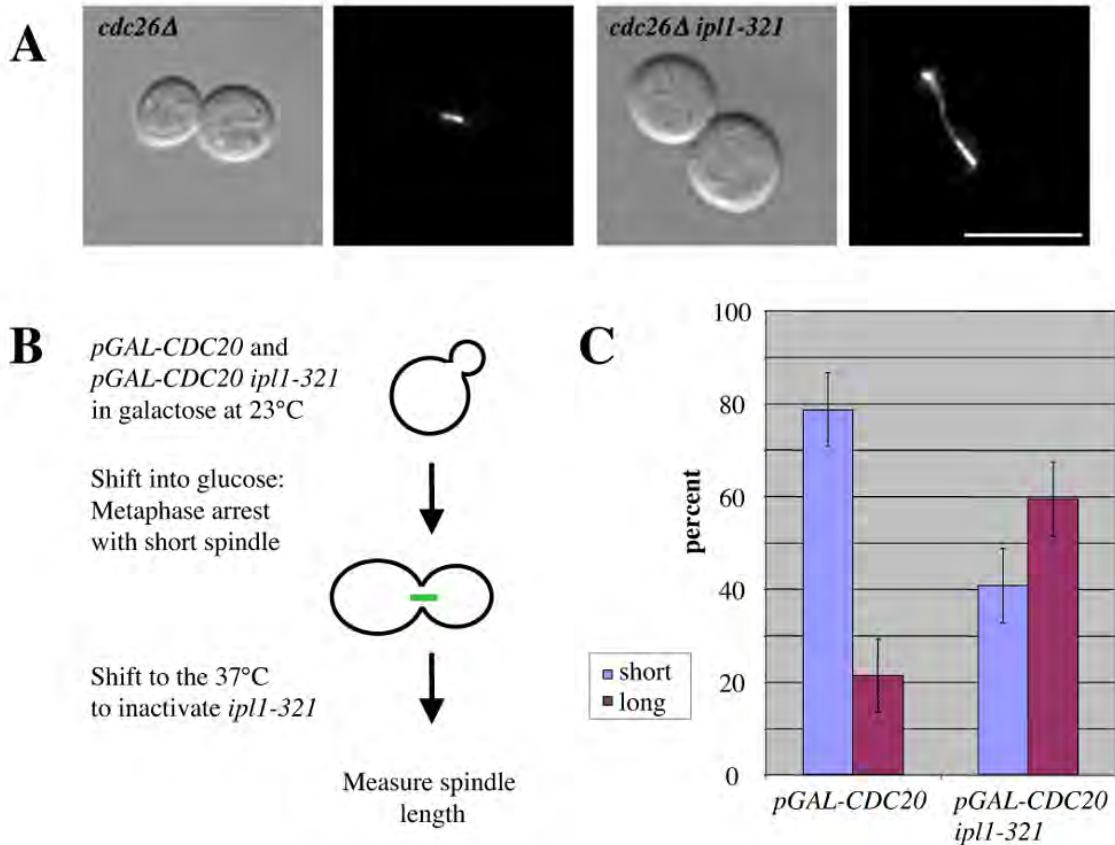 A
cdc26Δ
cdc26Δ ipl1-321
B
pGAL-CDC20 and
pGAL-CDC20 ipl1-321
in galactose at 23°C
Shift into glucose:
Metaphase arrest
with short spindle
Shift to the 37°C
to inactivate ipl1-321
Measure spindle
length
C
percent
100
80
60
40
20
0
short
long
pGAL-CDC20
pGAL-CDC20
ipl1-321